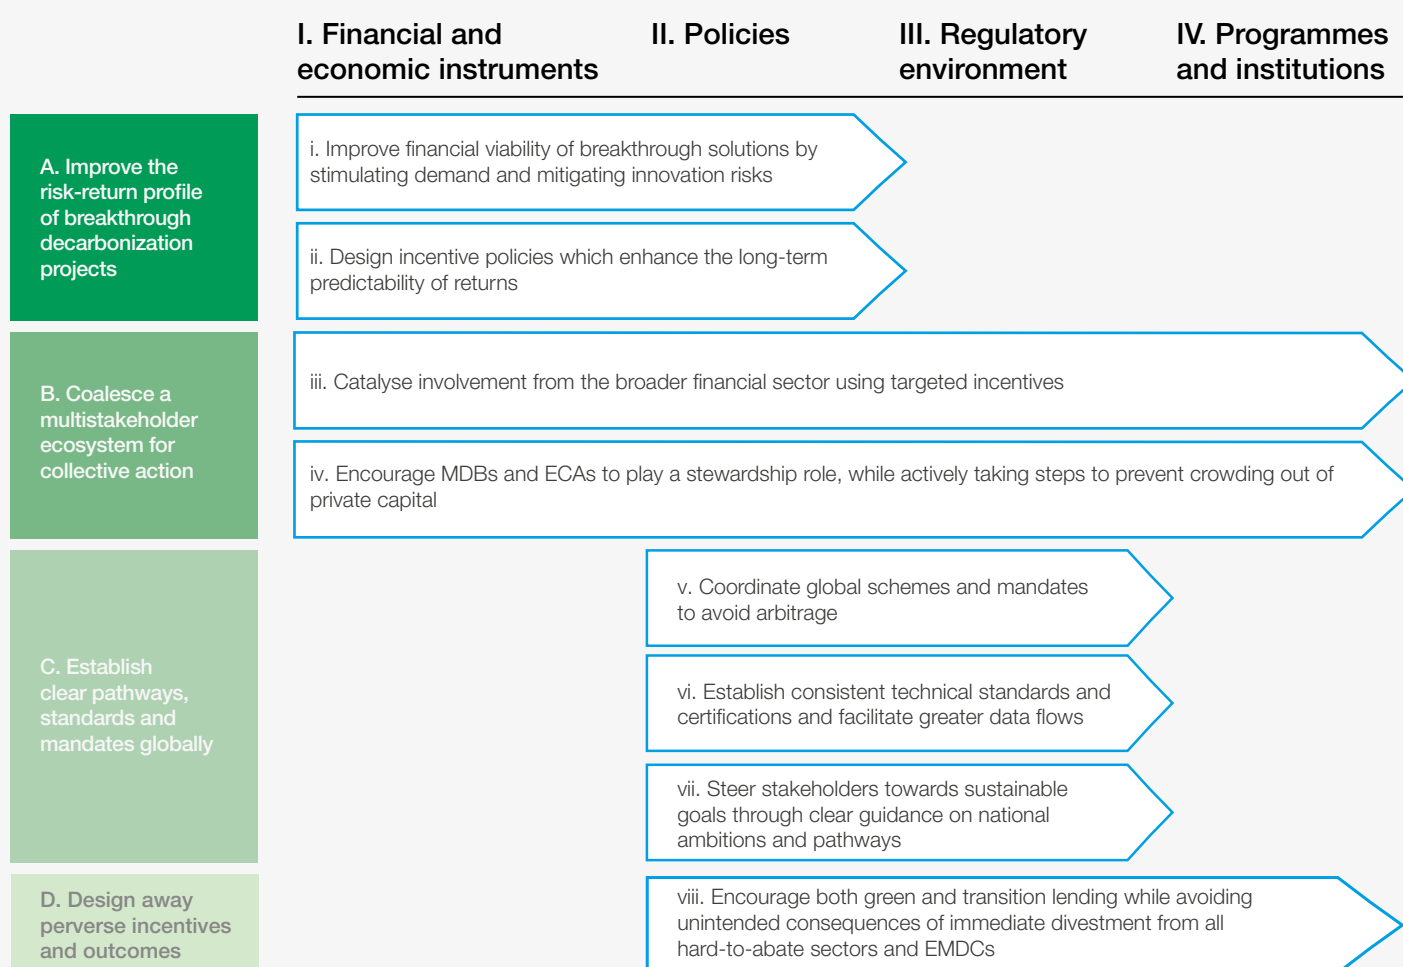 I. Financial and
economic instruments
II. Policies
III. Regulatory
environment
IV. Programmes
and institutions
A. Improve the
risk-return profile
of breakthrough
decarbonization
projects
i. Improve financial viability of breakthrough solutions by
stimulating demand and mitigating innovation risks
ii. Design incentive policies which enhance the long-term
predictability of returns
B. Coalesce a
multistakeholder
ecosystem for
collective action
iii. Catalyse involvement from the broader financial sector using targeted incentives
iv. Encourage MDBs and ECAs to play a stewardship role, while actively taking steps to prevent crowding out of
private capital
C. Establish
clear pathways,
standards and
mandates globally
v. Coordinate global schemes and mandates
to avoid arbitrage
vi. Establish consistent technical standards and
certifications and facilitate greater data flows
vii. Steer stakeholders towards sustainable
goals through clear guidance on national
ambitions and pathways
D. Design away
perverse incentives
and outcomes
viii. Encourage both green and transition lending while avoiding
unintended consequences of immediate divestment from all
hard-to-abate sectors and EMDCs